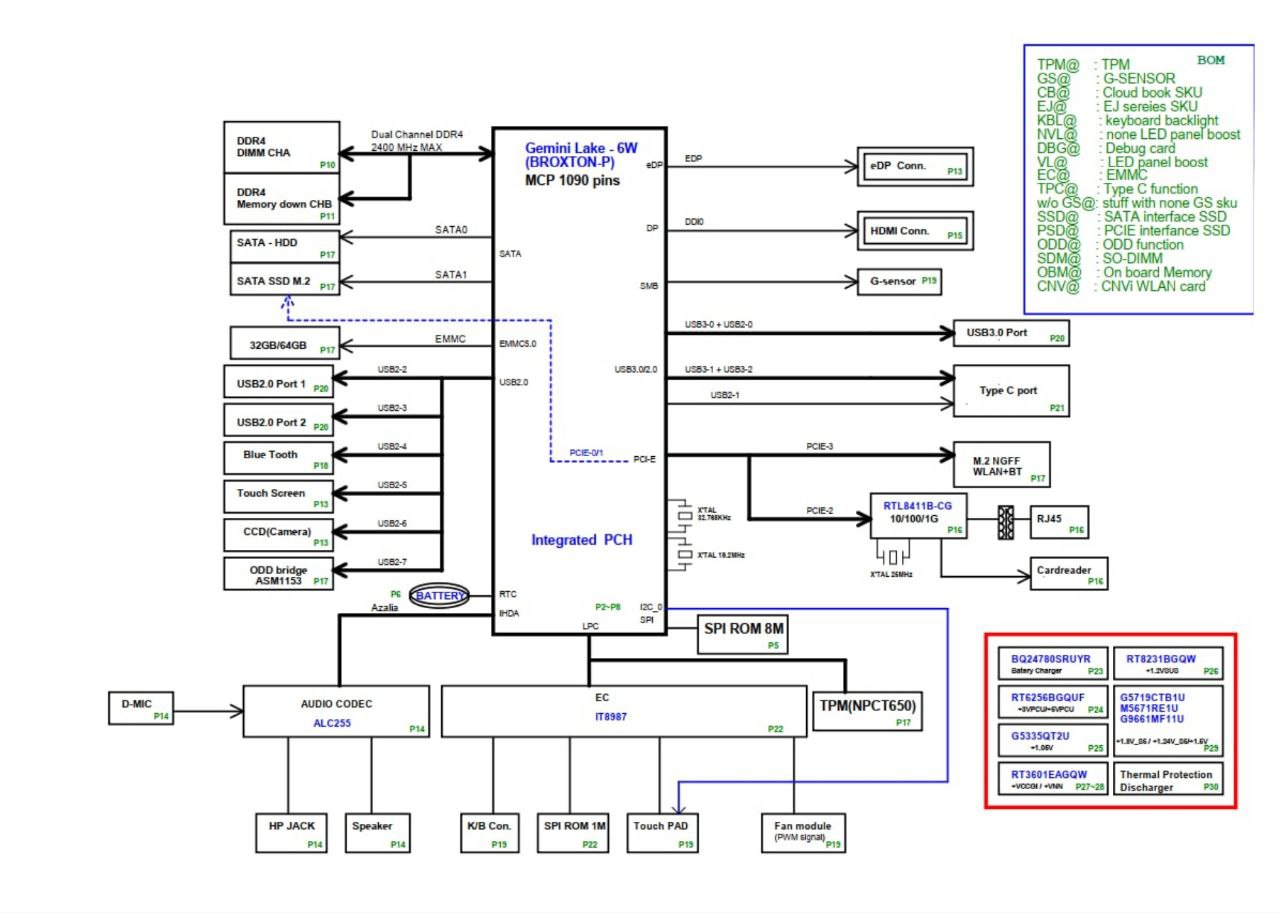 BOM
TPM@ : TPM
GS@ : G-SENSOR
CB@ : Cloud book SKU
EJ@ : EJ sereies SKU
KBL@ : keyboard backlight
NVL@ : none LED panel boost
DBG@ : Debug card
VL@ : LED panel boost
EC@ : EMMC
TPC@ : Type C function
w/o GS@: stuff with none GS sku
SSD@ : SATA interface SSD
PSD@ : PCIE interfance SSD
ODD@ : ODD function
SDM@ : SO-DIMM
OBM@ : On board Memory
CNV@ : CNVi WLAN card
DDR4
DIMM CHA
P10
DDR4
Memory down CHB
P11
Dual Channel DDR4
2400 MHz MAX
Gemini Lake - 6W
(BROXTON-P)
MCP 1090 pins
eDP
EDP
eDP Conn.
P13
SATA - HDD
P17
SATA0
SATA
DP
DDI0
HDMI Conn.
P15
SATA SSD M.2
P17
SATA1
SMB
G-sensor P19
32GB/64GB
P17
EMMC
EMMC5.0
USB3-0 + USB2-0
USB3.0 Port
P20
USB2.0 Port 1
P20
USB2-2
USB2.0
USB3.0/2.0
USB3-1 + USB3-2
USB2-1
Type C port
P21
USB2.0 Port 2
P20
USB2-3
Blue Tooth
P18
USB2-4
PCIE-0/1
PCI-E
PCIE-3
M.2 NGFF
WLAN+BT
P17
Touch Screen
P13
USB2-5
X'TAL
32.768KHz
PCIE-2
RTL8411B-CG
10/100/1G
P16
RJ45
P16
CCD(Camera)
P13
USB2-6
Integrated PCH
X'TAL 19.2MHz
X'TAL 25MHz
Cardreader
P16
ODD bridge
ASM1153
P17
USB2-7
P6
BATTERY
RTC
Azalia
IHDA
P2~P8
I2C_0
SPI
LPC
SPI ROM 8M
P5
D-MIC
P14
AUDIO CODEC
ALC255
P14
EC
IT8987
P22
TPM(NPCT650)
P17
HP JACK
P14
Speaker
P14
K/B Con.
P19
SPI ROM 1M
P22
Touch PAD
P19
Fan module
(PWM signal)
P19
BQ24780SRUYR
Batery Charger
P23
RT8231BGQW
+1.2VSUS
P26
RT6256BGQUF
+3VPCU/+5VPCU
P24
G5719CTB1U
M5671RE1U
G9661MF11U
+1.8V_S5 / +1.24V_S5/+1.5V
P29
G5335QT2U
+1.05V
P25
RT3601EAGQW
+VCCGI / +VNN
P27~28
Thermal Protection
Discharger
P30